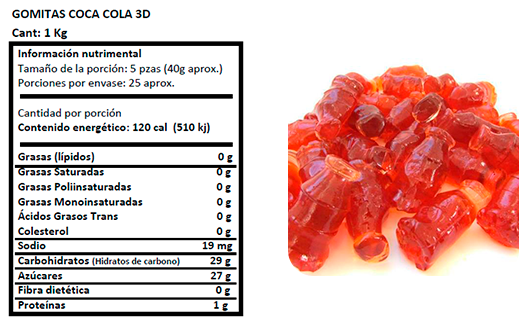 GOMITAS COCA COLA 3D
Cant: 1 Kg
Información nutrimental
Tamaño de la porción: 5 pzas (40g aprox.)
Porciones por envase: 25 aprox.
Cantidad por porción
Contenido energético: 120 cal (510 kj)
Grasas (lípidos) 0 g
Grasas Saturadas 0 g
Grasas Poliinsaturadas 0 g
Grasas Monoinsaturadas 0 g
Ácidos Grasos Trans 0 g
Colesterol 0 g
Sodio 19 mg
Carbohidratos (Hidratos de carbono) 29 g
Azúcares 27 g
Fibra dietética 0 g
Proteínas 1 g